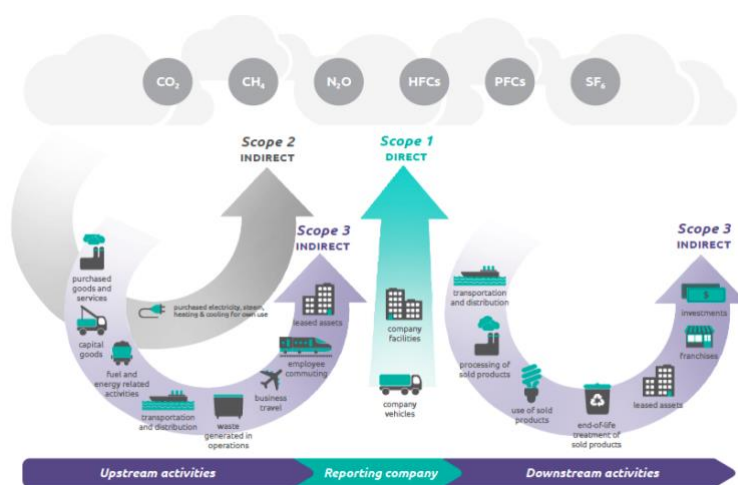 CO₂
CH₄
N₂O
HFCs
PFCs
SF₆
Scope 2
INDIRECT
Scope 1
DIRECT
Scope 3
INDIRECT
Scope 3
INDIRECT
purchased
goods and
services
capital
goods
fuel and
energy related
activities
transportation
and distribution
waste
generated in
operations
business
travel
employee
commuting
leased assets
purchased electricity, steam,
heating & cooling for own use
company
facilities
company
vehicles
transportation
and distribution
processing of
sold products
use of sold
products
end-of-life
treatment of
sold products
leased assets
franchises
investments
$
Upstream activities
Reporting company
Downstream activities